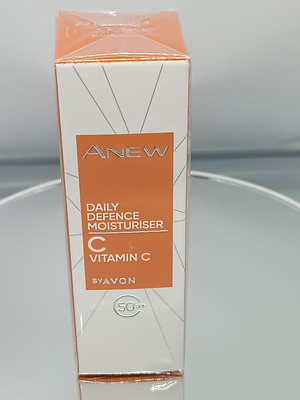 ANEW
DAILY
DEFENCE
MOISTURISER
C
VITAMIN C
BY AVON
50